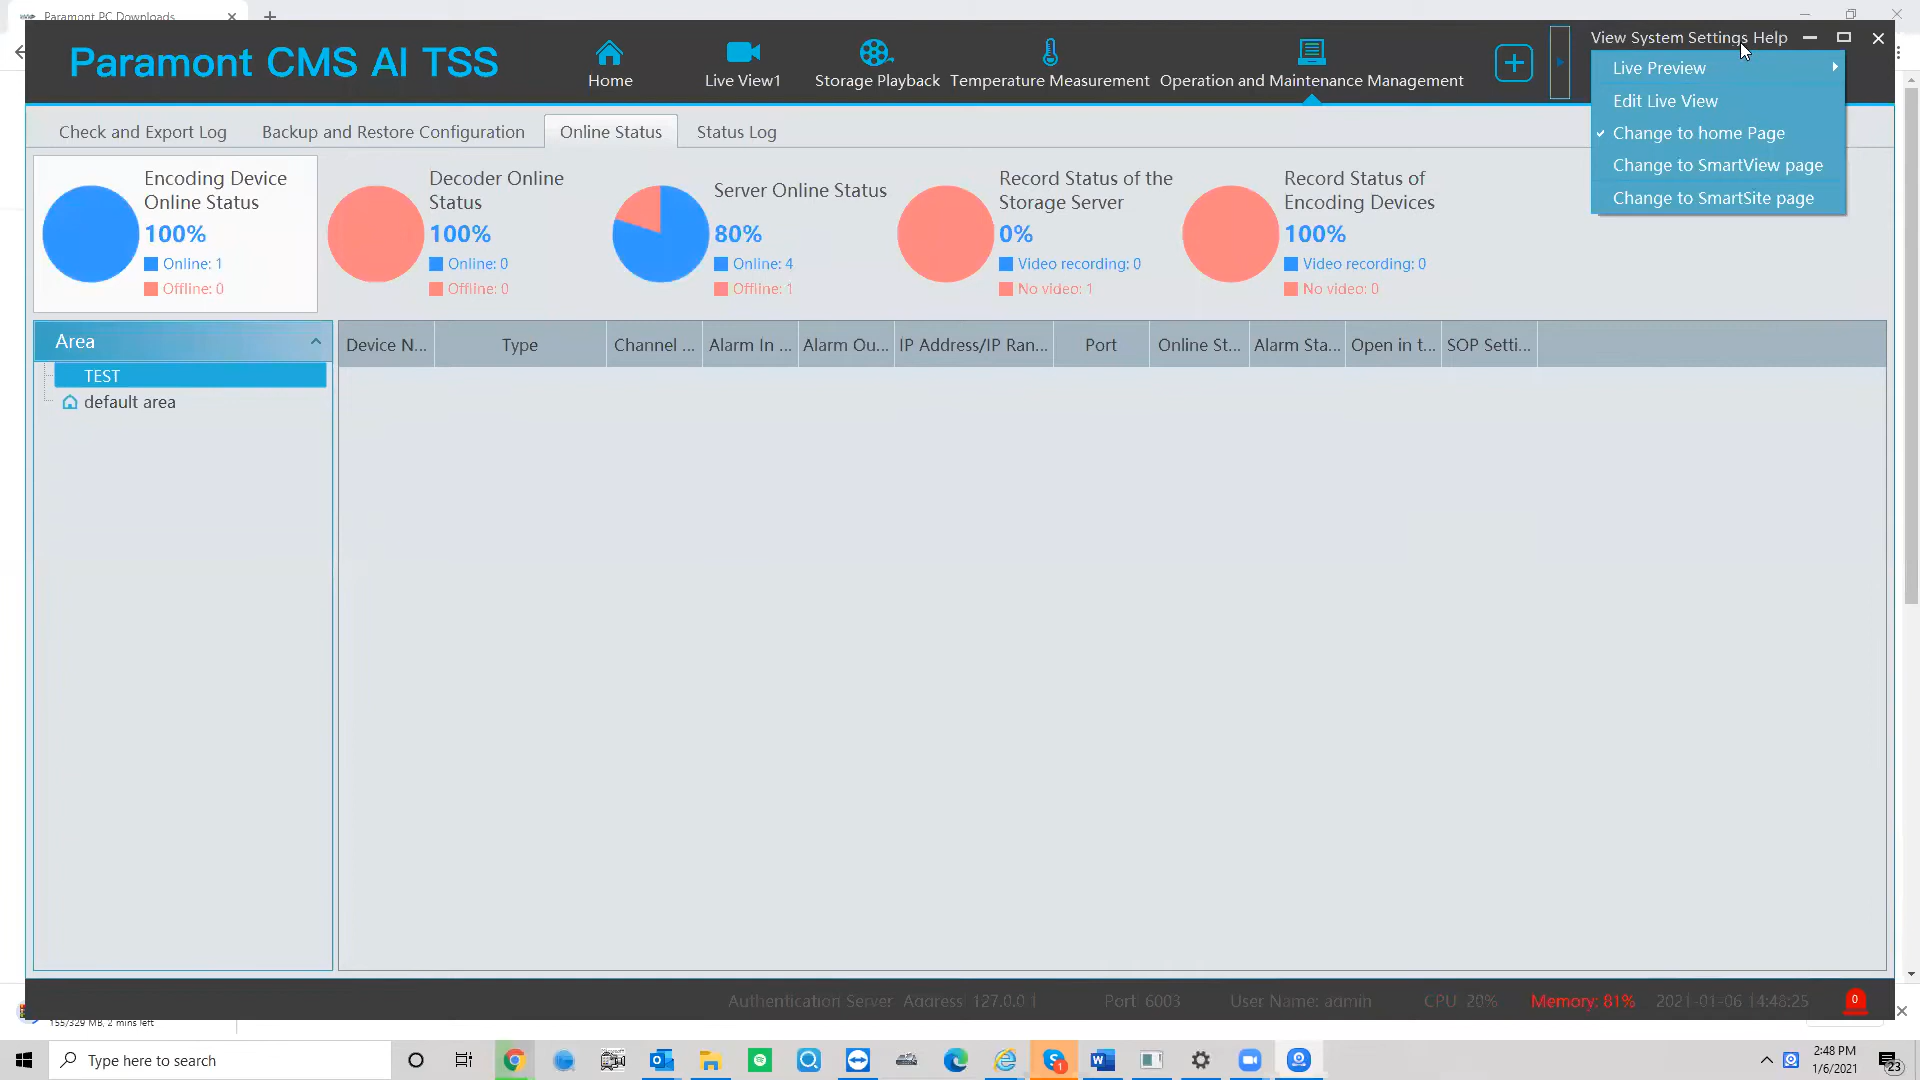 Paramont PC Downloads
Paramont CMS AI TSS
Home
Live View1
Storage Playback
Temperature Measurement
Operation and Maintenance Management
View System Settings Help
Live Preview
Edit Live View
Change to home Page
Change to SmartView page
Change to SmartSite page
Check and Export Log
Backup and Restore Configuration
Online Status
Status Log
Encoding Device
Online Status
100%
Online: 1
Offline: 0
Decoder Online
Status
100%
Online: 0
Offline: 0
Server Online Status
80%
Online: 4
Offline: 1
Record Status of the
Storage Server
0%
Video recording: 0
No video: 1
Record Status of
Encoding Devices
100%
Video recording: 0
No video: 0
Area
TEST
default area
Device N...
Type
Channel ...
Alarm In ...
Alarm Ou...
IP Address/IP Ran...
Port
Online St...
Alarm Sta...
Open in t...
SOP Setti...
Authentication Server Address 127.0.0.1
Port 6003
User Name: admin
CPU 20%
Memory: 81%
2021-01-06 14:48:25
0
155/329 MB, 2 mins left
Type here to search
1
2:48 PM
1/6/2021
23